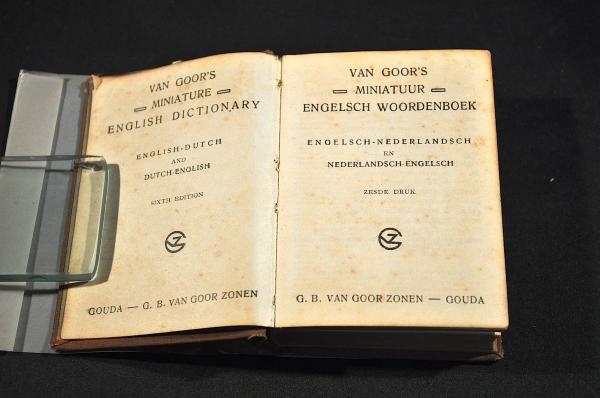 VAN GOOR'S
— MINIATURE —
ENGLISH DICTIONARY
ENGLISH-DUTCH
AND
DUTCH-ENGLISH
SIXTH EDITION
GOUDA — G. B. VAN GOOR ZONEN
VAN GOOR'S
— MINIATUUR —
ENGELSCH WOORDENBOEK
ENGELSCH-NEDERLANDSCH
EN
NEDERLANDSCH-ENGELSCH
ZESDE DRUK
G. B. VAN GOOR ZONEN — GOUDA